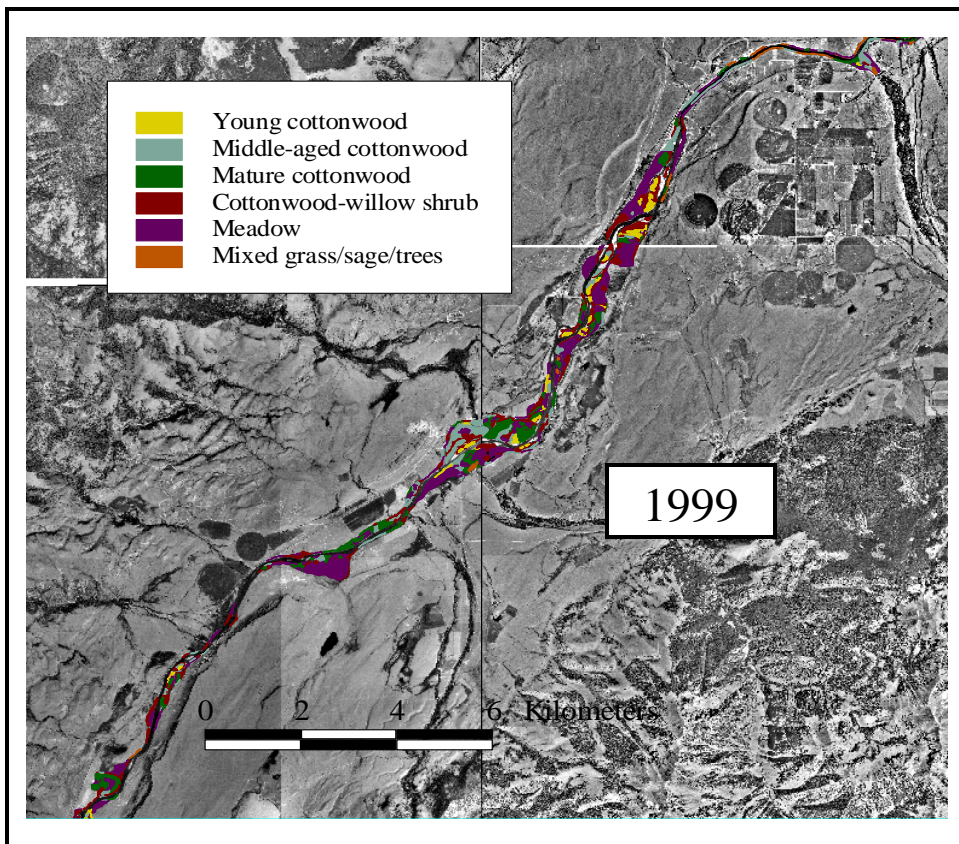 Young cottonwood
Middle-aged cottonwood
Mature cottonwood
Cottonwood-willow shrub
Meadow
Mixed grass/sage/trees
1999
0 2 4 6 Kilometers